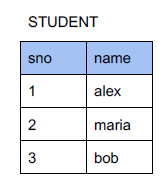 STUDENT
sno name
1 alex
2 maria
3 bob